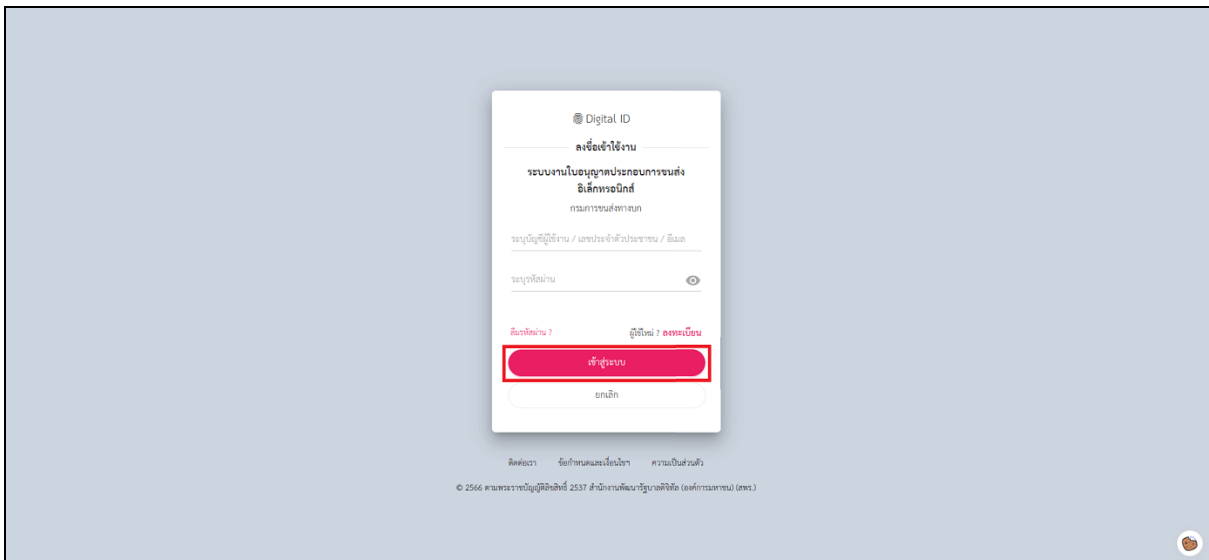 Digital ID
ลงชื่อเข้าใช้งาน
ระบบงานใบอนุญาตประกอบการขนส่ง
อิเล็กทรอนิกส์
กรมการขนส่งทางบก
ระบุบัญชีผู้ใช้งาน / เลขประจำตัวประชาชน / อีเมล
ระบุรหัสผ่าน
ลืมรหัสผ่าน ? ผู้ใช้ใหม่ ? ลงทะเบียน
เข้าสู่ระบบ
ยกเลิก
ติดต่อเรา ข้อกำหนดและเงื่อนไขฯ ความเป็นส่วนตัว
© 2566 ตามพระราชบัญญัติลิขสิทธิ์ 2537 สำนักงานพัฒนารัฐบาลดิจิทัล (องค์การมหาชน) (สพร.)